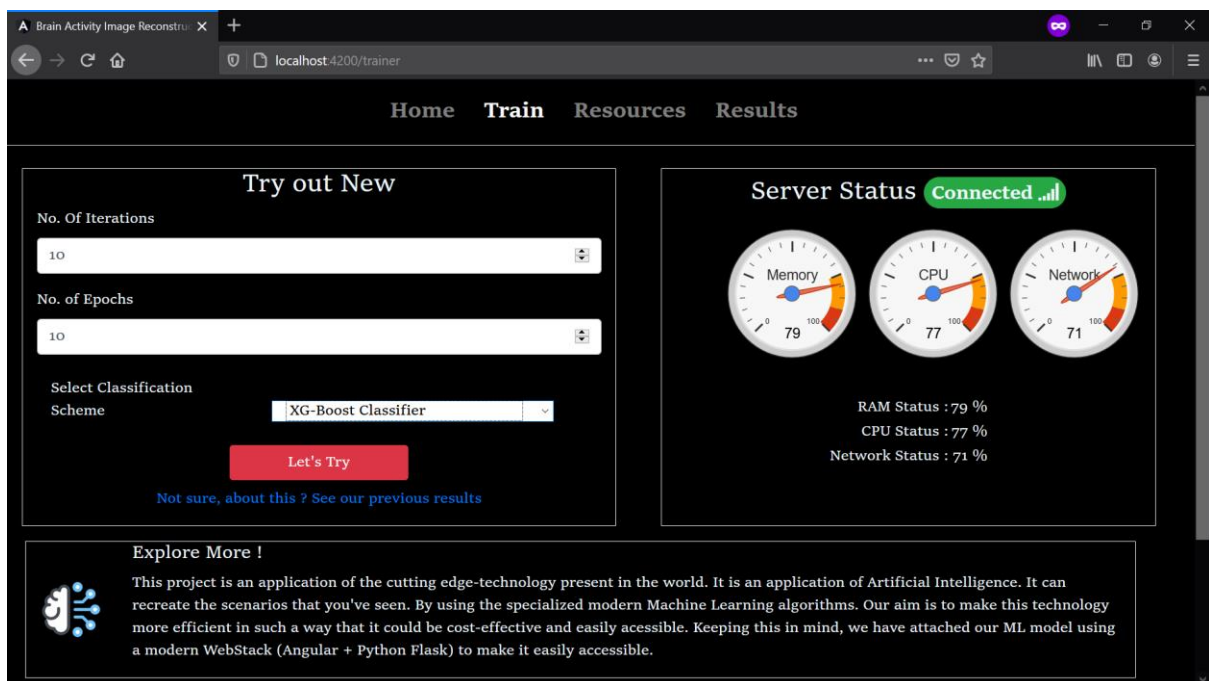 Brain Activity Image Reconstruc
localhost:4200/trainer
Home Train Resources Results
Try out New
No. Of Iterations
10
No. of Epochs
10
Select Classification
Scheme
XG-Boost Classifier
Let's Try
Not sure, about this ? See our previous results
Server Status Connected
Memory
0 100
79
CPU
0 100
77
Network
0 100
71
RAM Status : 79 %
CPU Status : 77 %
Network Status : 71 %
Explore More !
This project is an application of the cutting edge-technology present in the world. It is an application of Artificial Intelligence. It can
recreate the scenarios that you've seen. By using the specialized modern Machine Learning algorithms. Our aim is to make this technology
more efficient in such a way that it could be cost-effective and easily acessible. Keeping this in mind, we have attached our ML model using
a modern WebStack (Angular + Python Flask) to make it easily accessible.